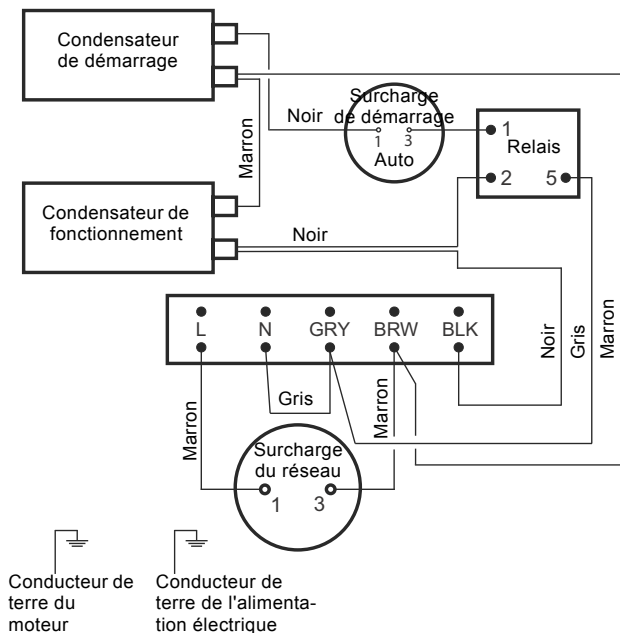 Condensateur
de démarrage
Surcharge
de démarrage
1 3
Auto
Noir
Marron
1
Relais
2 5
Condensateur de
fonctionnement
Noir
L N GRY BRW BLK
Noir
Gris
Marron
Marron
Gris
Marron
Surcharge
du réseau
1 3
Conducteur de
terre du
moteur
Conducteur de
terre de l'alimenta-
tion électrique